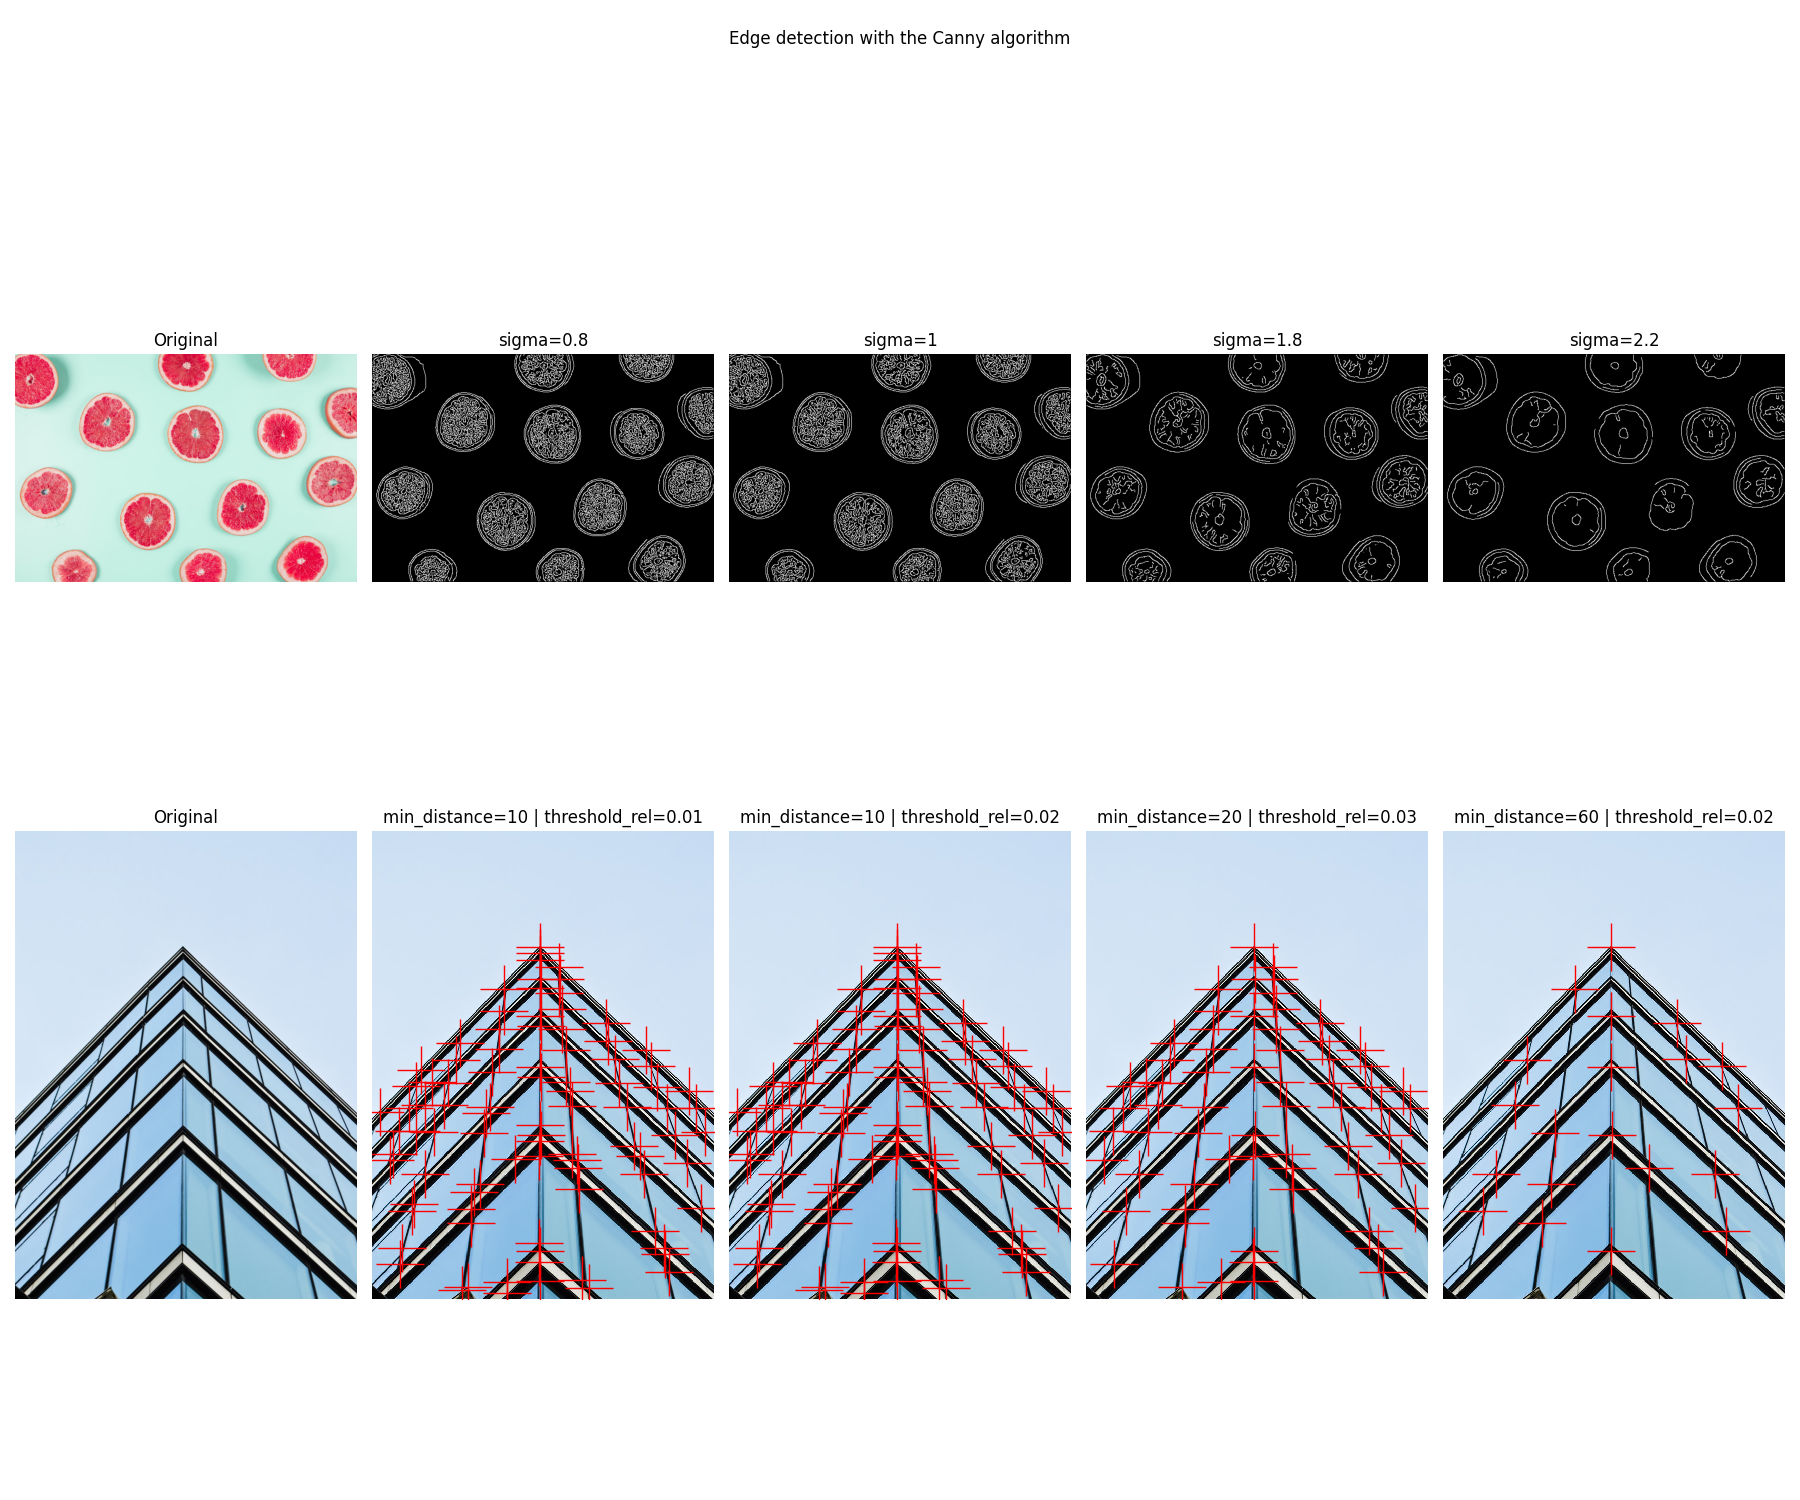 Edge detection with the Canny algorithm
Original
sigma=0.8
sigma=1
sigma=1.8
sigma=2.2
Original
min_distance=10 | threshold_rel=0.01
min_distance=10 | threshold_rel=0.02
min_distance=20 | threshold_rel=0.03
min_distance=60 | threshold_rel=0.02